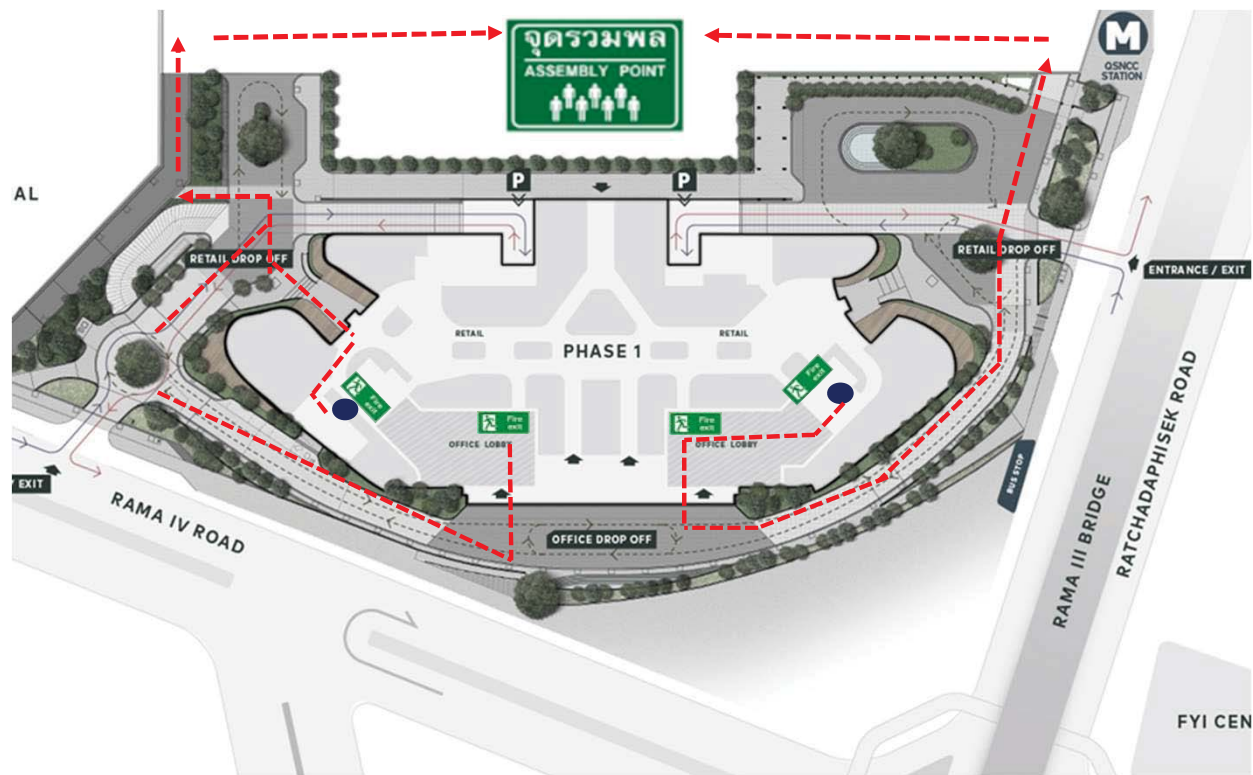 จุดรวมพล
ASSEMBLY POINT
M
QSNCC
STATION
AL
P
P
RETAIL DROP OFF
RETAIL DROP OFF
ENTRANCE / EXIT
RETAIL
RETAIL
PHASE 1
Fire
exit
Fire
exit
Fire
exit
Fire
exit
OFFICE LOBBY
OFFICE LOBBY
BUS STOP
/ EXIT
RAMA IV ROAD
OFFICE DROP OFF
RAMA III BRIDGE
RATCHADAPHISEK ROAD
FYI CEN